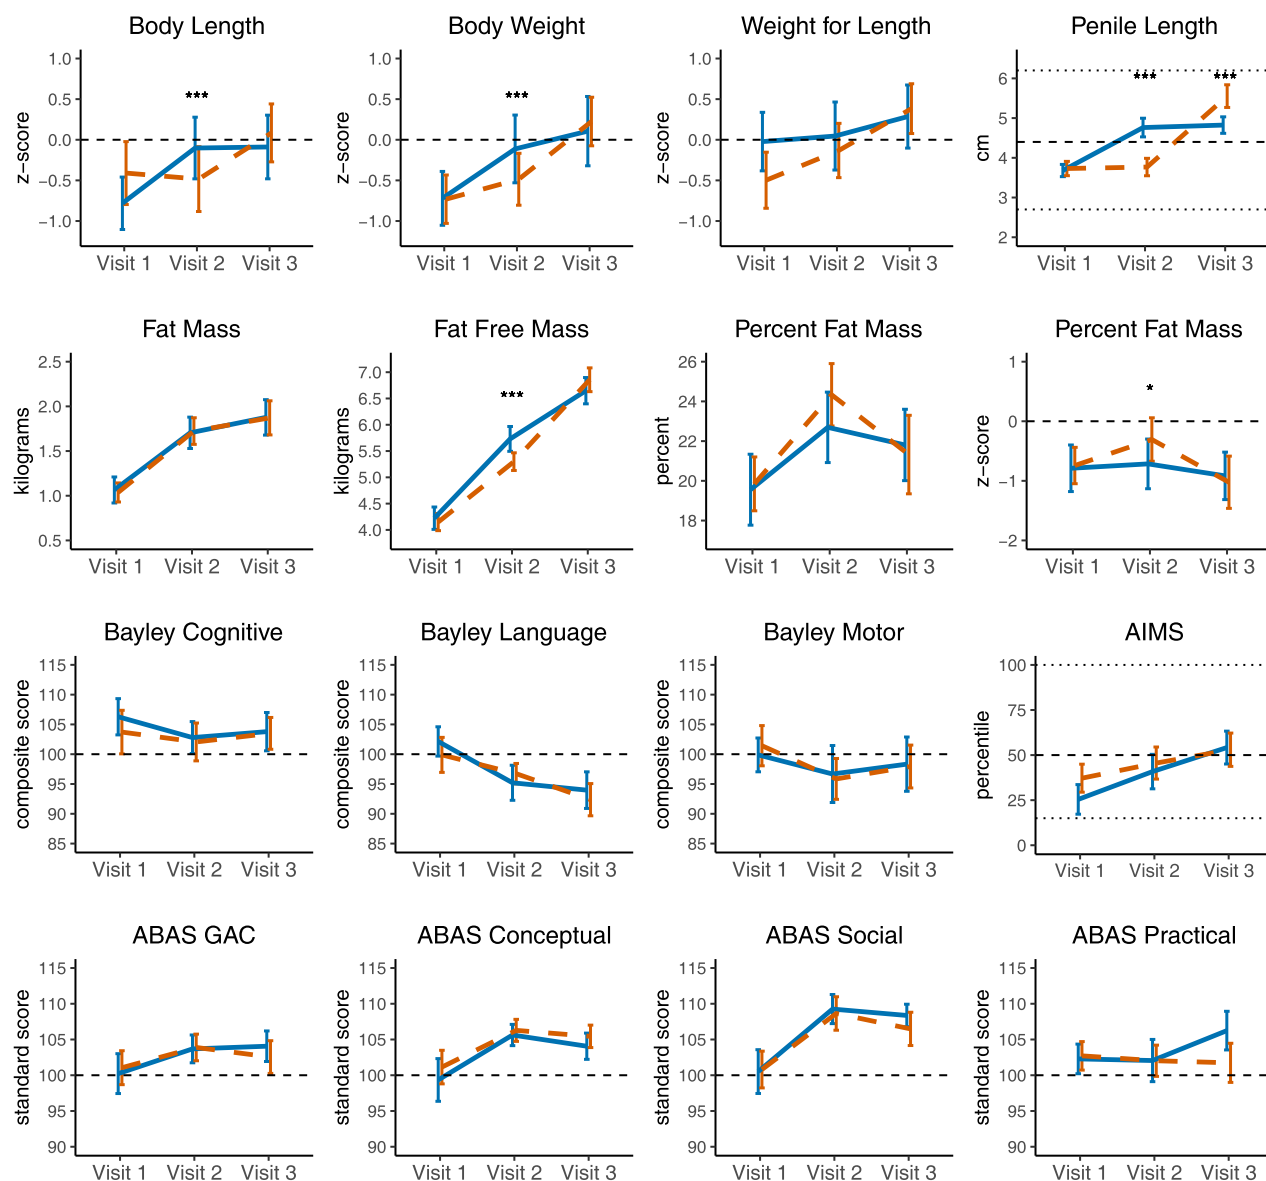 Body Length
Body Weight
Weight for Length
Penile Length
z−score
1.0
0.5
0.0
−0.5
−1.0
***
Visit 1 Visit 2 Visit 3
z−score
1.0
0.5
0.0
−0.5
−1.0
***
Visit 1 Visit 2 Visit 3
z−score
1.0
0.5
0.0
−0.5
−1.0
Visit 1 Visit 2 Visit 3
cm
6
5
4
3
2
*** ***
Visit 1 Visit 2 Visit 3
Fat Mass
Fat Free Mass
Percent Fat Mass
Percent Fat Mass
kilograms
2.5
2.0
1.5
1.0
0.5
Visit 1 Visit 2 Visit 3
kilograms
7.0
6.5
6.0
5.5
5.0
4.5
4.0
***
Visit 1 Visit 2 Visit 3
percent
26
24
22
20
18
Visit 1 Visit 2 Visit 3
z−score
1
0
−1
−2
*
Visit 1 Visit 2 Visit 3
Bayley Cognitive
Bayley Language
Bayley Motor
AIMS
composite score
115
110
105
100
95
90
85
Visit 1 Visit 2 Visit 3
composite score
115
110
105
100
95
90
85
Visit 1 Visit 2 Visit 3
composite score
115
110
105
100
95
90
85
Visit 1 Visit 2 Visit 3
percentile
100
75
50
25
0
Visit 1 Visit 2 Visit 3
ABAS GAC
ABAS Conceptual
ABAS Social
ABAS Practical
standard score
115
110
105
100
95
90
Visit 1 Visit 2 Visit 3
standard score
115
110
105
100
95
90
Visit 1 Visit 2 Visit 3
standard score
115
110
105
100
95
90
Visit 1 Visit 2 Visit 3
standard score
115
110
105
100
95
90
Visit 1 Visit 2 Visit 3